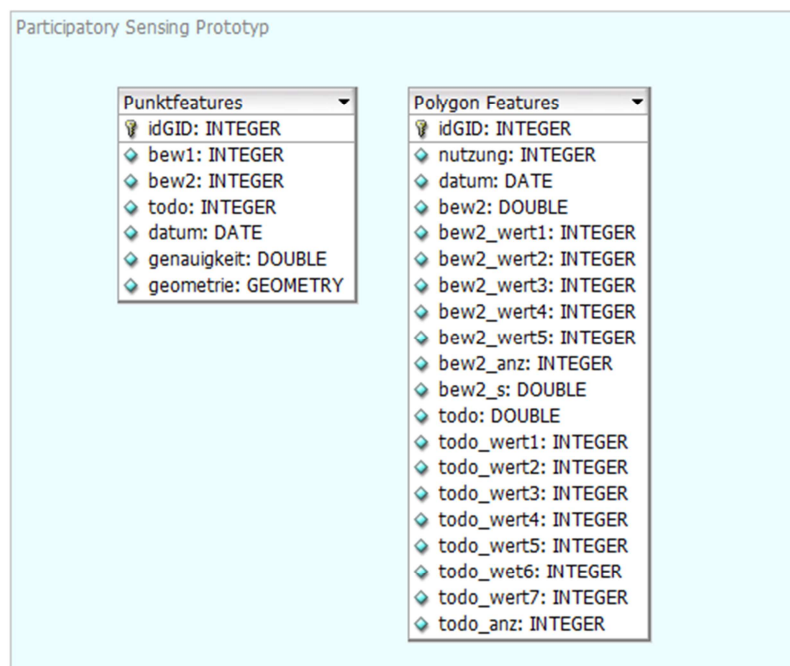 Participatory Sensing Prototyp
Punktfeatures
idGID: INTEGER
bew1: INTEGER
bew2: INTEGER
todo: INTEGER
datum: DATE
genauigkeit: DOUBLE
geometrie: GEOMETRY
Polygon Features
idGID: INTEGER
nutzung: INTEGER
datum: DATE
bew2: DOUBLE
bew2_wert1: INTEGER
bew2_wert2: INTEGER
bew2_wert3: INTEGER
bew2_wert4: INTEGER
bew2_wert5: INTEGER
bew2_anz: INTEGER
bew2_s: DOUBLE
todo: DOUBLE
todo_wert1: INTEGER
todo_wert2: INTEGER
todo_wert3: INTEGER
todo_wert4: INTEGER
todo_wert5: INTEGER
todo_wet6: INTEGER
todo_wert7: INTEGER
todo_anz: INTEGER